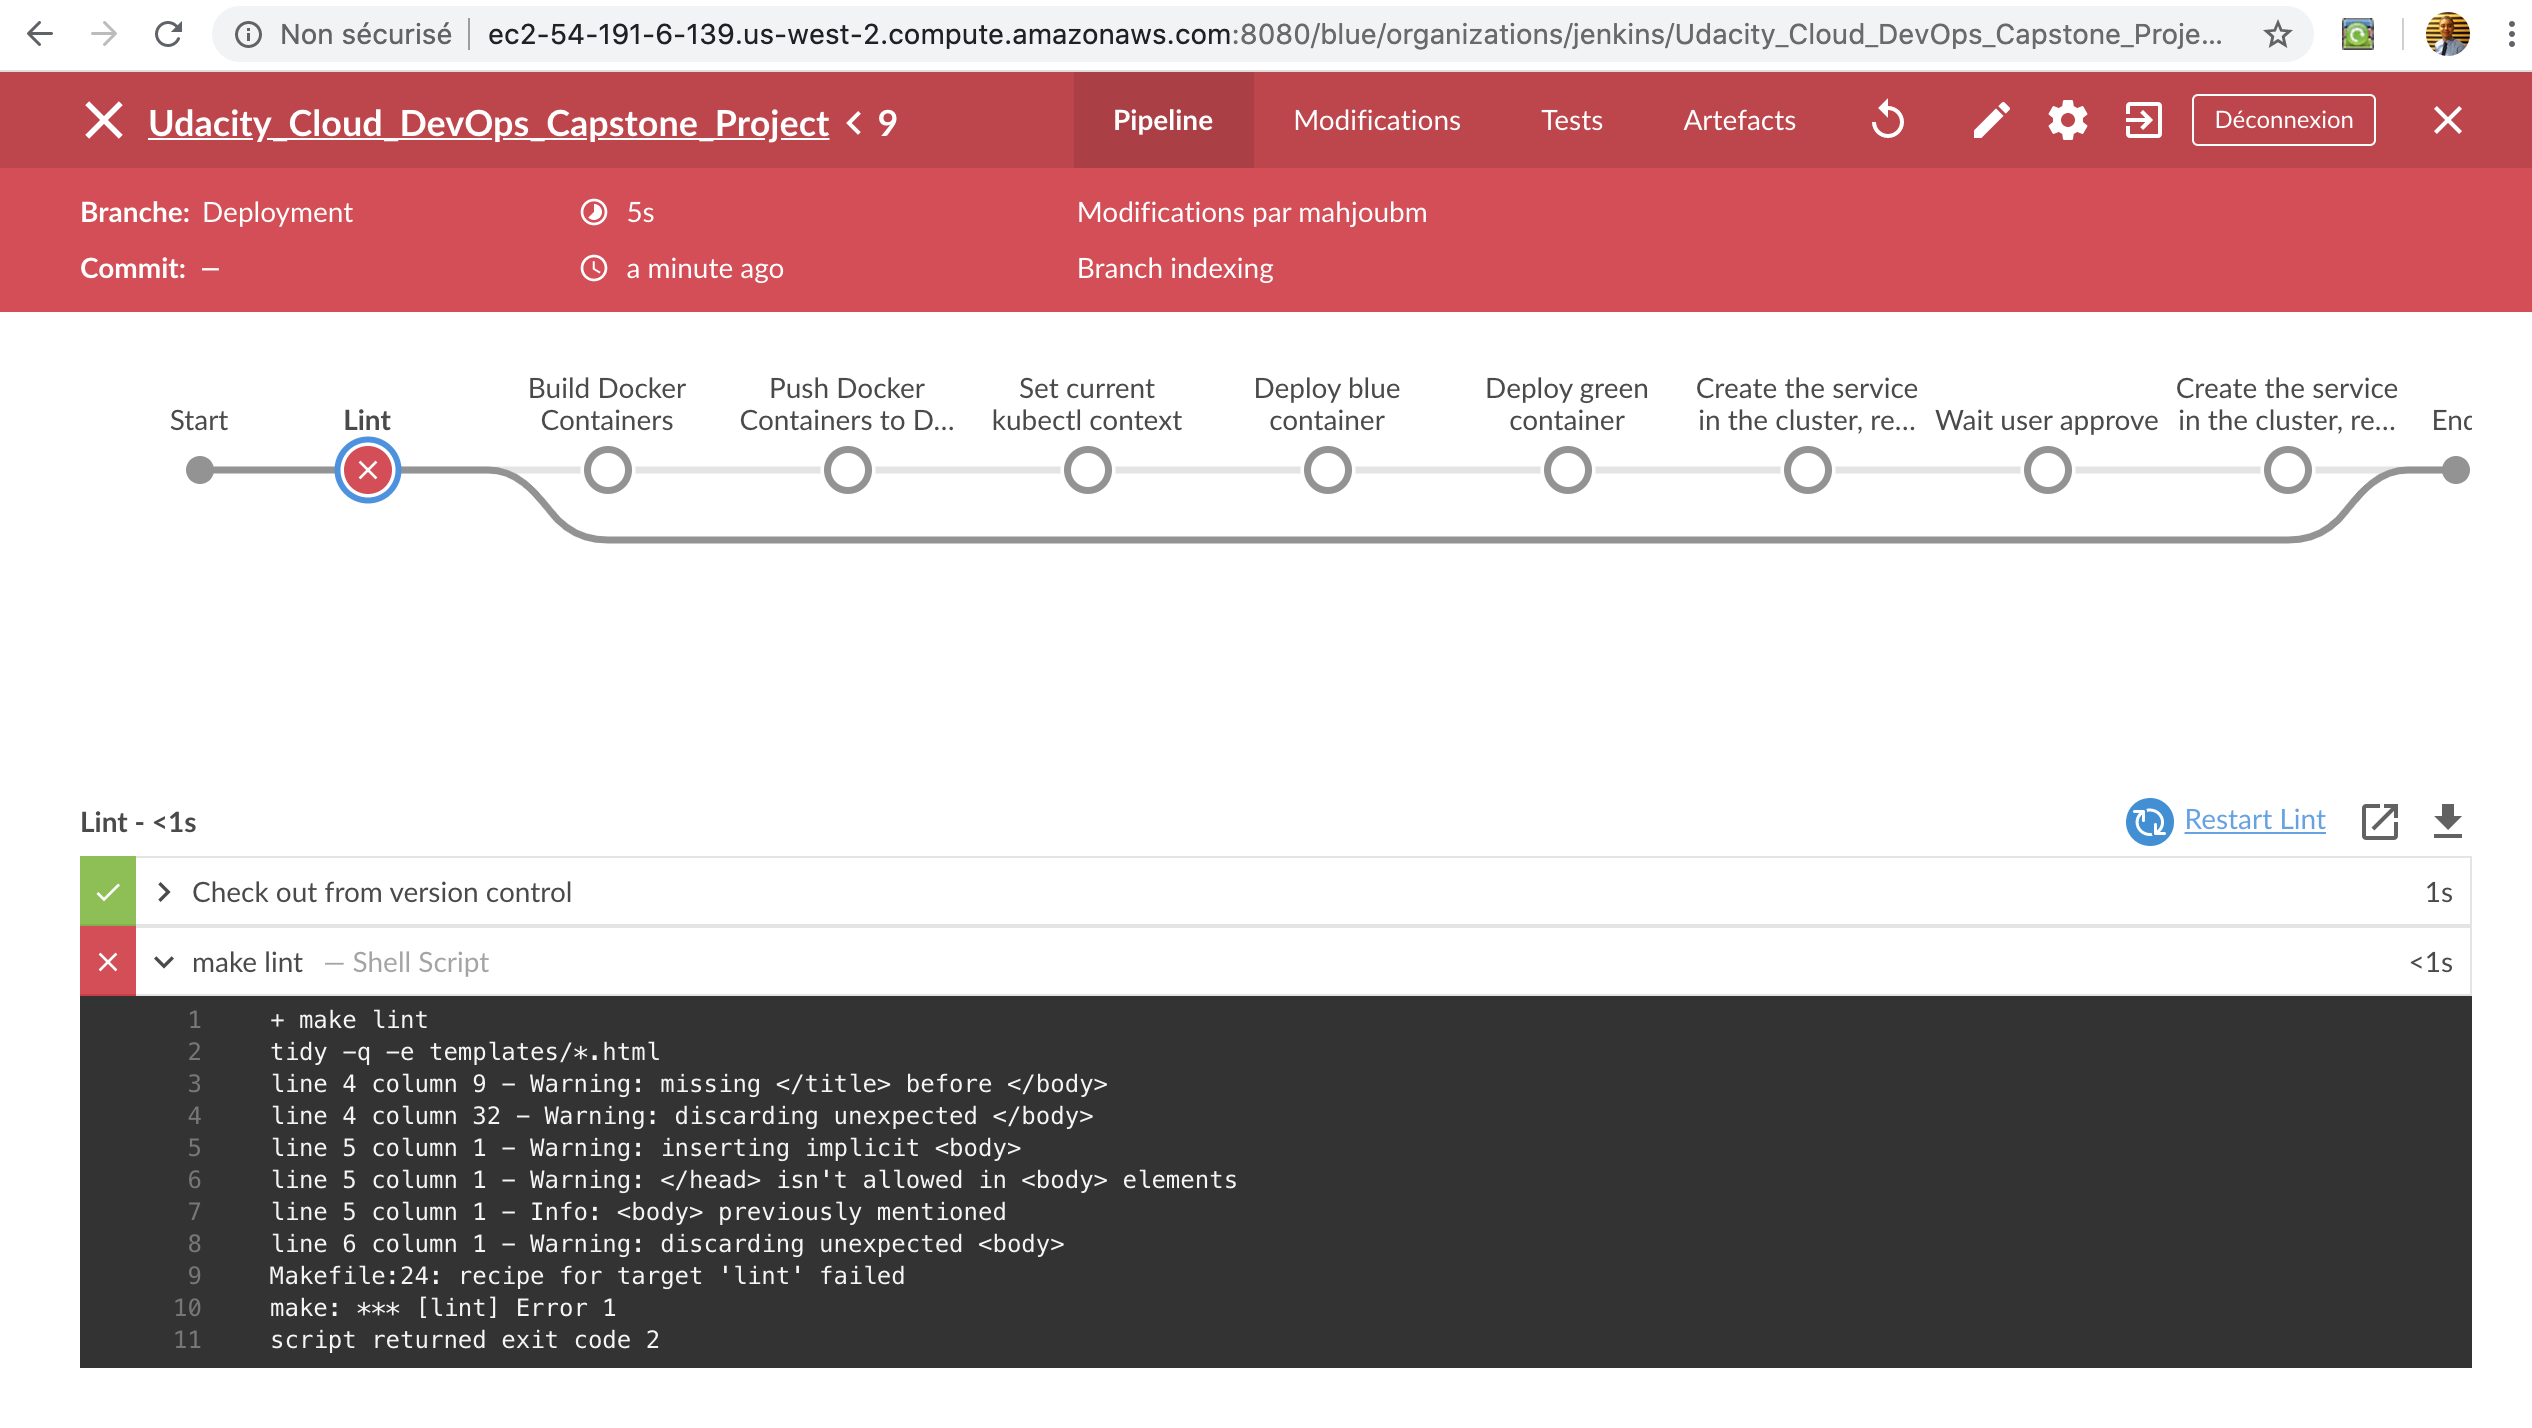 Non sécurisé ec2-54-191-6-139.us-west-2.compute.amazonaws.com:8080/blue/organizations/jenkins/Udacity_Cloud_DevOps_Capstone_Proje...
Udacity_Cloud_DevOps_Capstone_Project < 9
Pipeline Modifications Tests Artefacts Déconnexion
Branche: Deployment 5s Modifications par mahjoubm
Commit: — a minute ago Branch indexing
Start
Lint
Build Docker
Containers
Push Docker
Containers to D...
Set current
kubectl context
Deploy blue
container
Deploy green
container
Create the service
in the cluster, re...
Wait user approve
Create the service
in the cluster, re...
End
Lint - <1s
Restart Lint
Check out from version control 1s
make lint — Shell Script <1s
1 + make lint
2 tidy -q -e templates/*.html
3 line 4 column 9 - Warning: missing </title> before </body>
4 line 4 column 32 - Warning: discarding unexpected </body>
5 line 5 column 1 - Warning: inserting implicit <body>
6 line 5 column 1 - Warning: </head> isn't allowed in <body> elements
7 line 5 column 1 - Info: <body> previously mentioned
8 line 6 column 1 - Warning: discarding unexpected <body>
9 Makefile:24: recipe for target 'lint' failed
10 make: *** [lint] Error 1
11 script returned exit code 2